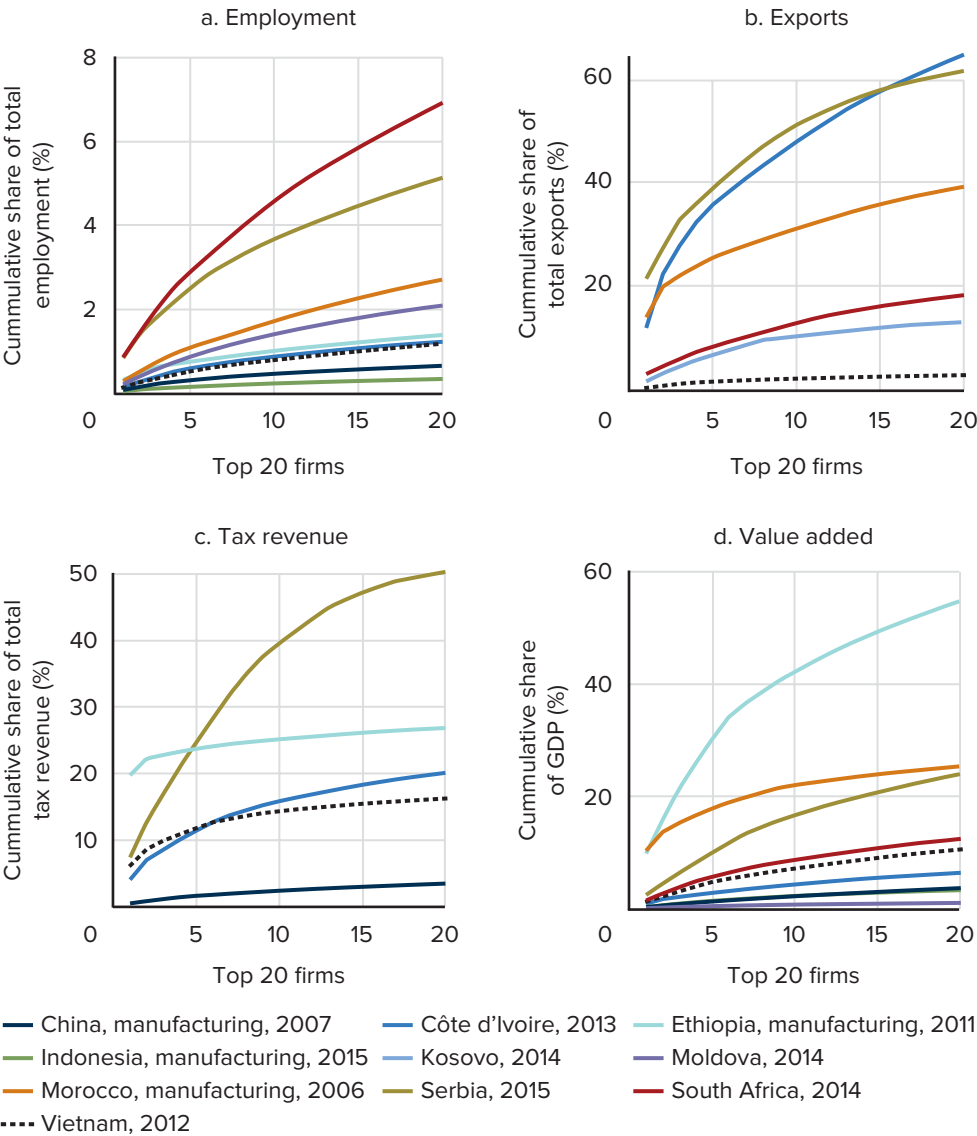 a. Employment
Cummulative share of total
employment (%)
8
6
4
2
0
5
10
15
20
Top 20 firms
b. Exports
Cummulative share of
total exports (%)
60
40
20
0
5
10
15
20
Top 20 firms
c. Tax revenue
Cummulative share of total
tax revenue (%)
50
40
30
20
10
0
5
10
15
20
Top 20 firms
d. Value added
Cummulative share
of GDP (%)
60
40
20
0
5
10
15
20
Top 20 firms
China, manufacturing, 2007
Côte d’Ivoire, 2013
Ethiopia, manufacturing, 2011
Indonesia, manufacturing, 2015
Kosovo, 2014
Moldova, 2014
Morocco, manufacturing, 2006
Serbia, 2015
South Africa, 2014
Vietnam, 2012